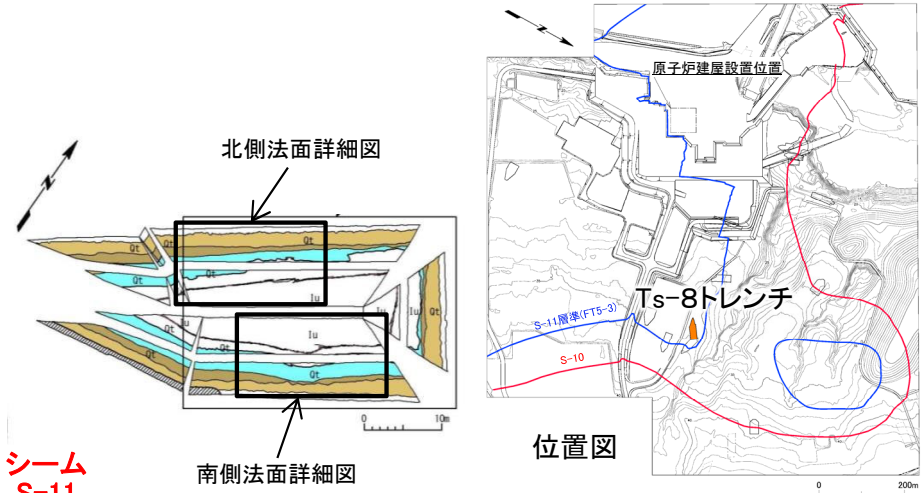 北側法面詳細図
Qt
Qt
Qt
Qt
Iu
Iu
Iu
Qt
Qt
Iu
Qt
Qt
Qt
0 10m
南側法面詳細図
シーム
S-11
原子炉建屋設置位置
Ts-8トレンチ
S-11層準(FT5-3)
S-10
位置図
0 200m